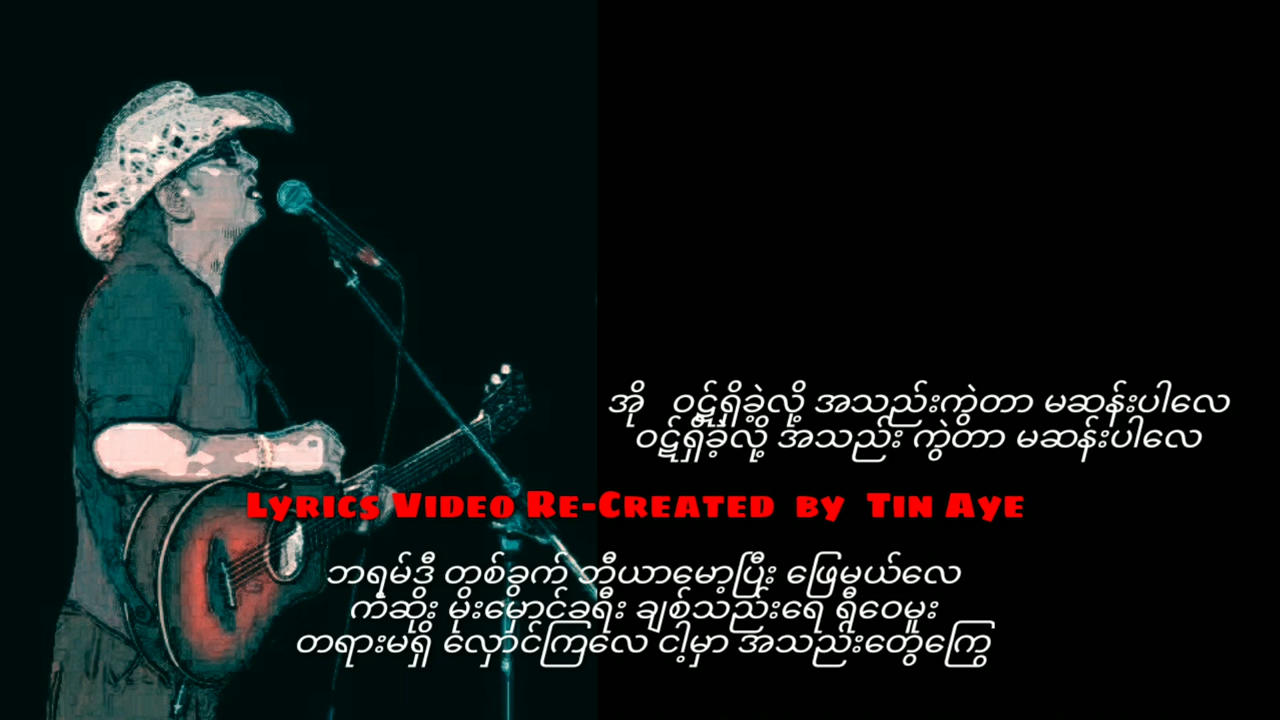 အို ဝဋ်ရှိခဲ့လို့ အသည်းကွဲတာ မဆန်းပါလေ
ဝဋ်ရှိခဲ့လို့ အသည်း ကွဲတာ မဆန်းပါလေ
Lyrics Video Re-Created by Tin Aye
ဘရမ်ဒီ တစ်ခွက် ဘီယာမော့ပြီး ဖြေမယ်လေ
ကံဆိုး မိုးမှောင်ခရီး ချစ်သည်းရေ ရီဝေမူး
တရားမရှိ လှောင်ကြလေ ငါ့မှာ အသည်းတွေကြွေ